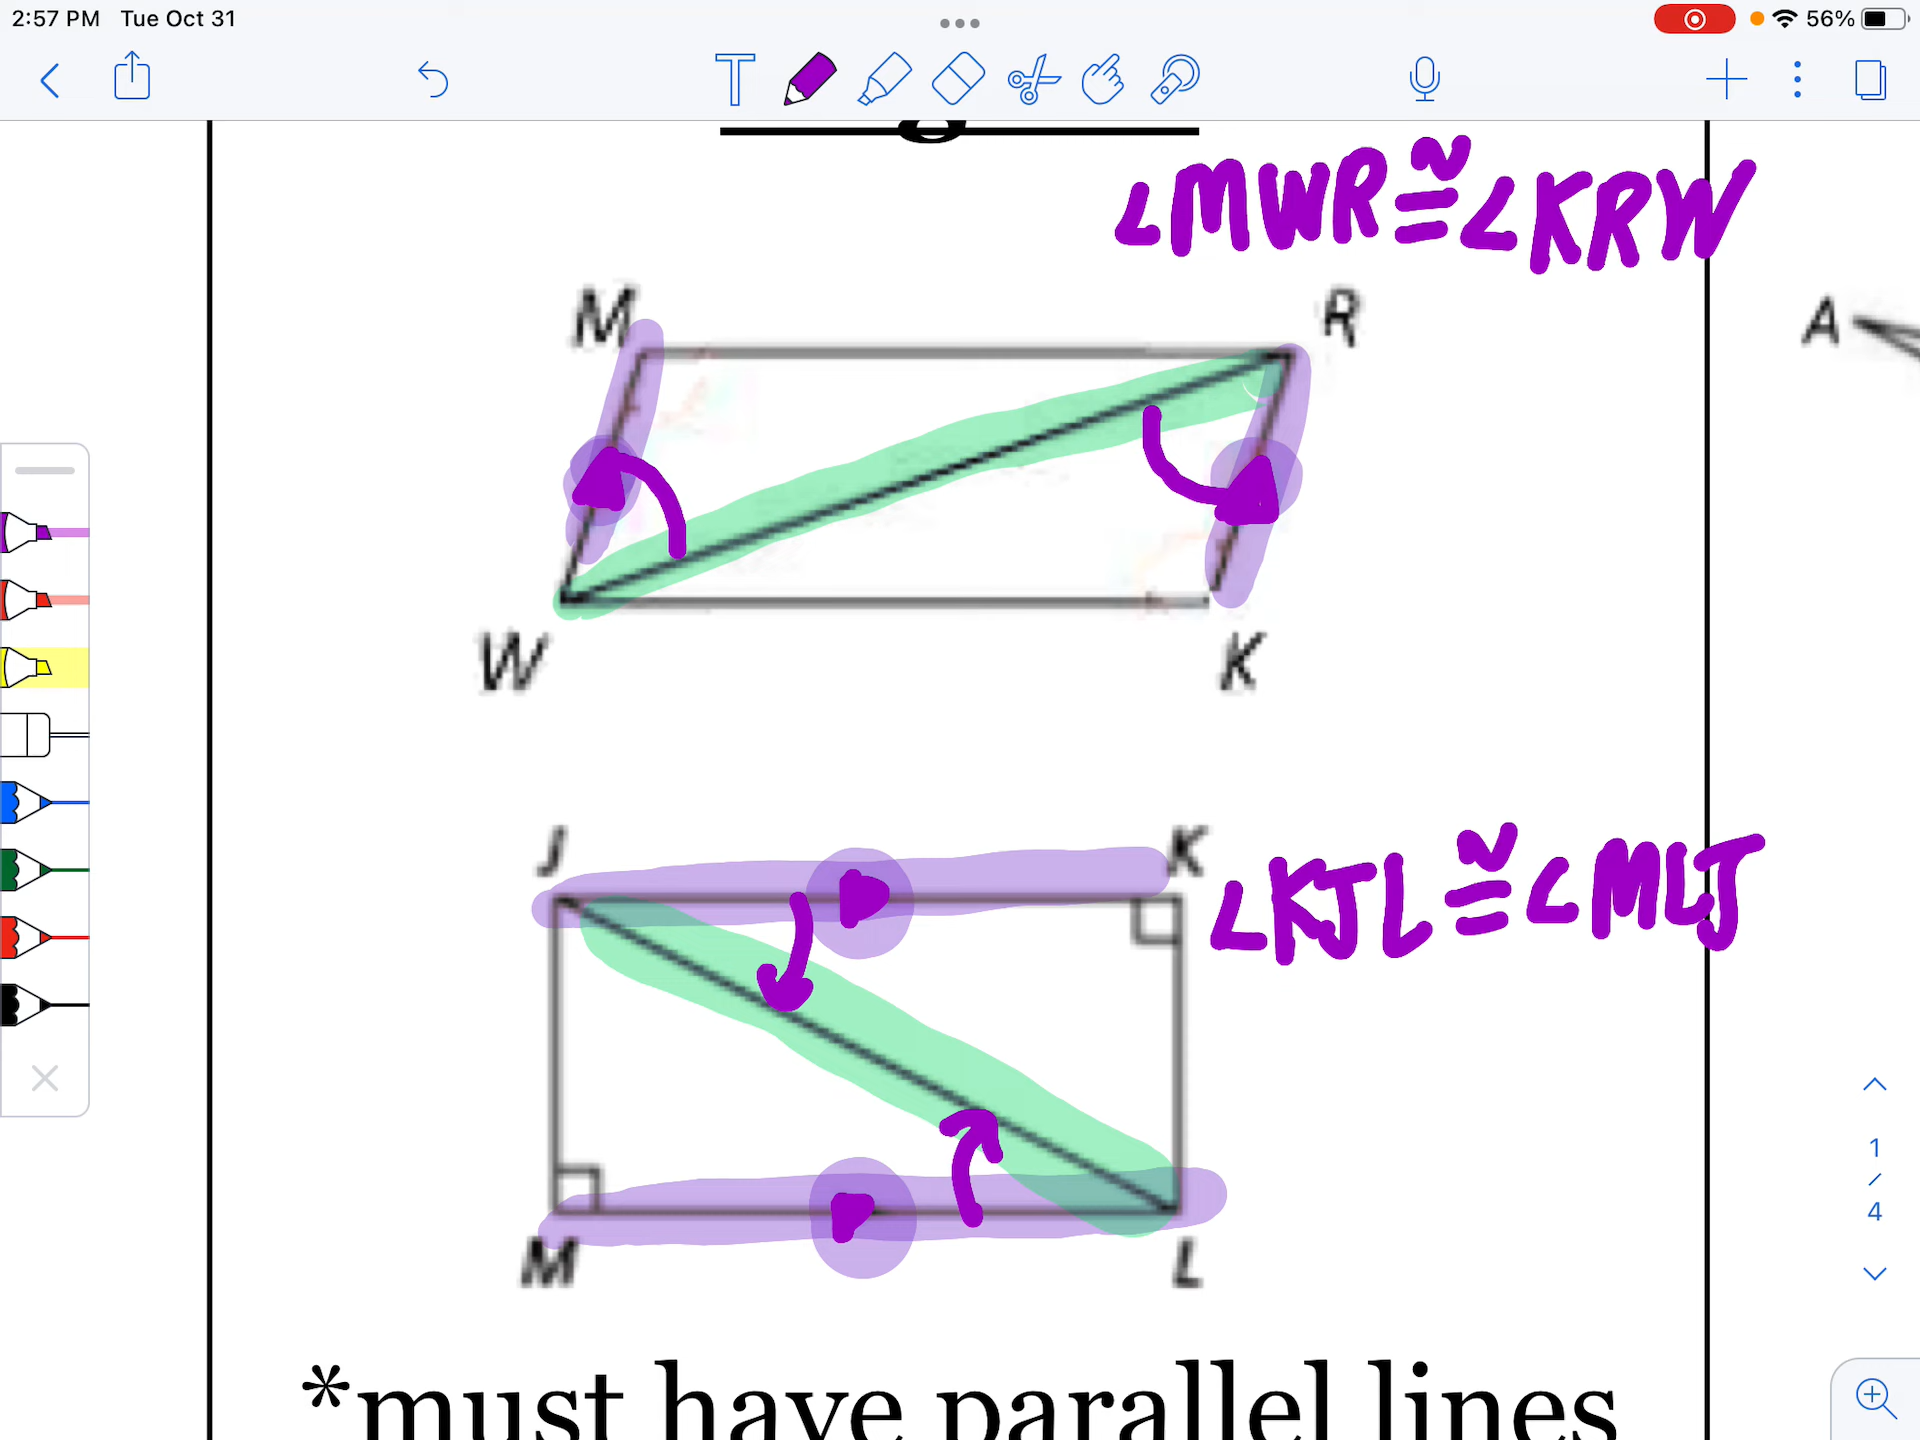 2:57 PM Tue Oct 31
56%
∠MWR≅∠KRW
M R
A
W K
J K
∠KJL≅∠MLJ
M L
1
/
4
*must have parallel lines